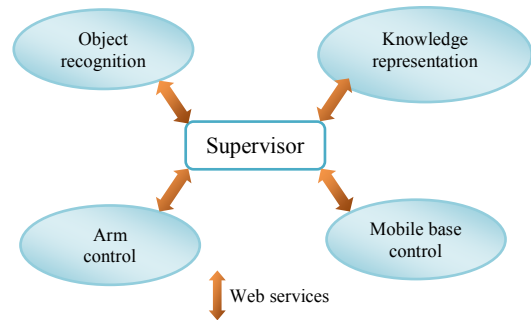 Object
recognition
Knowledge
representation
Supervisor
Arm
control
Mobile base
control
Web services